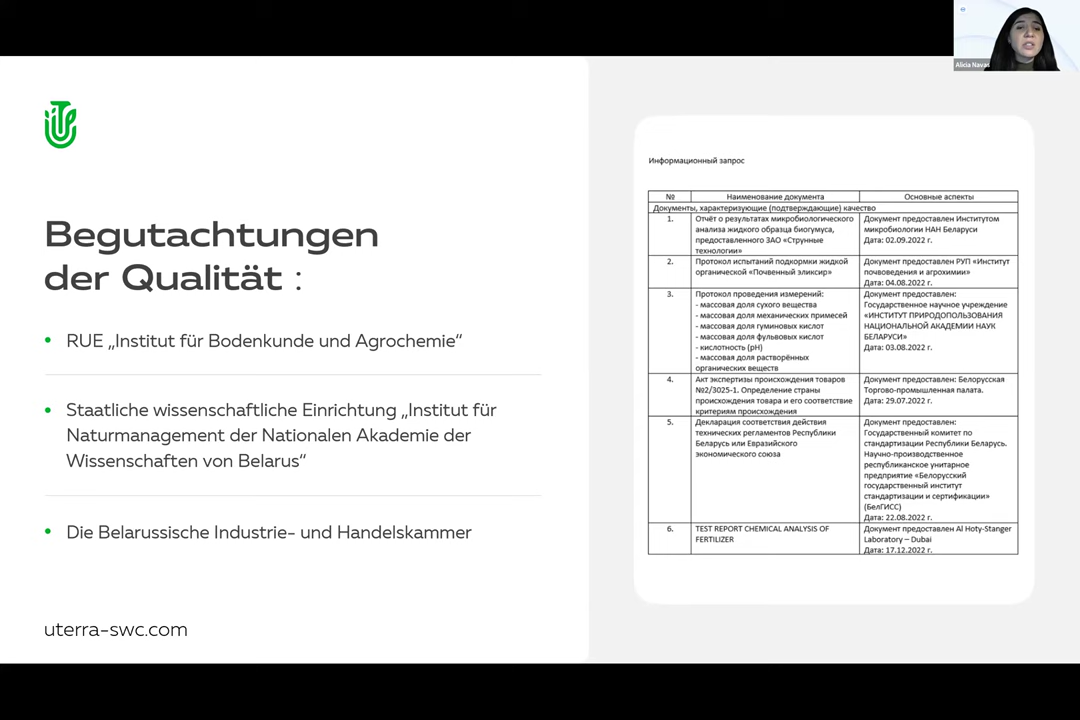 Alicia Navas
Begutachtungen
der Qualität :
• RUE „Institut für Bodenkunde und Agrochemie“
• Staatliche wissenschaftliche Einrichtung „Institut für
Naturmanagement der Nationalen Akademie der
Wissenschaften von Belarus“
• Die Belarussische Industrie- und Handelskammer
uterra-swc.com
Информационный запрос
№ Наименование документа Основные аспекты
Документы, характеризующие (подтверждающие) качество
1. Отчёт о результатах микробиологического
анализа жидкого образца биогумуса,
предоставленного ЗАО «Струнные
технологии»
Документ предоставлен Институтом
микробиологии НАН Беларуси
Дата: 02.09.2022 г.
2. Протокол испытаний подкормки жидкой
органической «Почвенный эликсир»
Документ предоставлен РУП «Институт
почвоведения и агрохимии»
Дата: 04.08.2022 г.
3. Протокол проведения измерений:
- массовая доля сухого вещества
- массовая доля механических примесей
- массовая доля гуминовых кислот
- массовая доля фульвовых кислот
- кислотность (pH)
- массовая доля растворённых
органических веществ
Документ предоставлен:
Государственное научное учреждение
«ИНСТИТУТ ПРИРОДОПОЛЬЗОВАНИЯ
НАЦИОНАЛЬНОЙ АКАДЕМИИ НАУК
БЕЛАРУСИ»
Дата: 03.08.2022 г.
4. Акт экспертизы происхождения товаров
№2/3025-1. Определение страны
происхождения товара и его соответствие
критериям происхождения
Документ предоставлен: Белорусская
Торгово-промышленная палата.
Дата: 29.07.2022 г.
5. Декларация соответствия действия
технических регламентов Республики
Беларусь или Евразийского
экономического союза
Документ предоставлен:
Государственный комитет по
стандартизации Республики Беларусь.
Научно-производственное
республиканское унитарное
предприятие «Белорусский
государственный институт
стандартизации и сертификации»
(БелГИСС)
Дата: 22.08.2022 г.
6. TEST REPORT CHEMICAL ANALYSIS OF
FERTILIZER
Документ предоставлен Al Hoty-Stanger
Laboratory – Dubai
Дата: 17.12.2022 г.